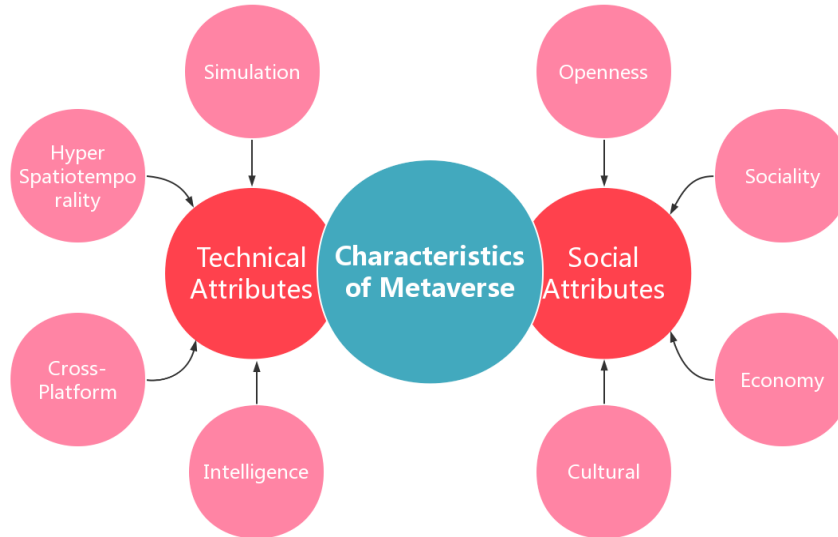 Simulation
Openness
Hyper
Spatiotempo
rality
Sociality
Technical
Attributes
Characteristics
of Metaverse
Social
Attributes
Cross-
Platform
Economy
Intelligence
Cultural